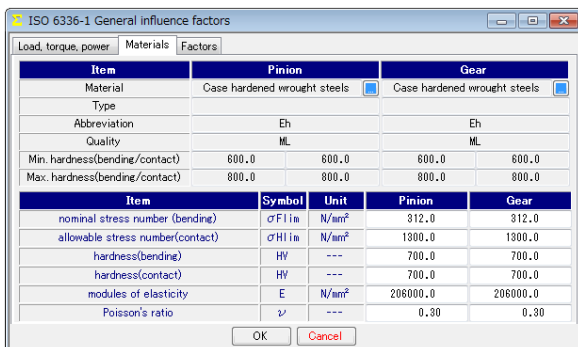 Σ ISO 6336-1 General influence factors
Load, torque, power Materials Factors
Item Pinion Gear
Material Case hardened wrought steels ... Case hardened wrought steels ...
Type
Abbreviation Eh Eh
Quality ML ML
Min. hardness(bending/contact) 600.0 600.0 600.0 600.0
Max. hardness(bending/contact) 800.0 800.0 800.0 800.0
Item Symbol Unit Pinion Gear
nominal stress number (bending) σFlim N/mm² 312.0 312.0
allowable stress number(contact) σHlim N/mm² 1300.0 1300.0
hardness(bending) HV --- 700.0 700.0
hardness(contact) HV --- 700.0 700.0
modules of elasticity E N/mm² 206000.0 206000.0
Poisson's ratio ν --- 0.30 0.30
OK Cancel